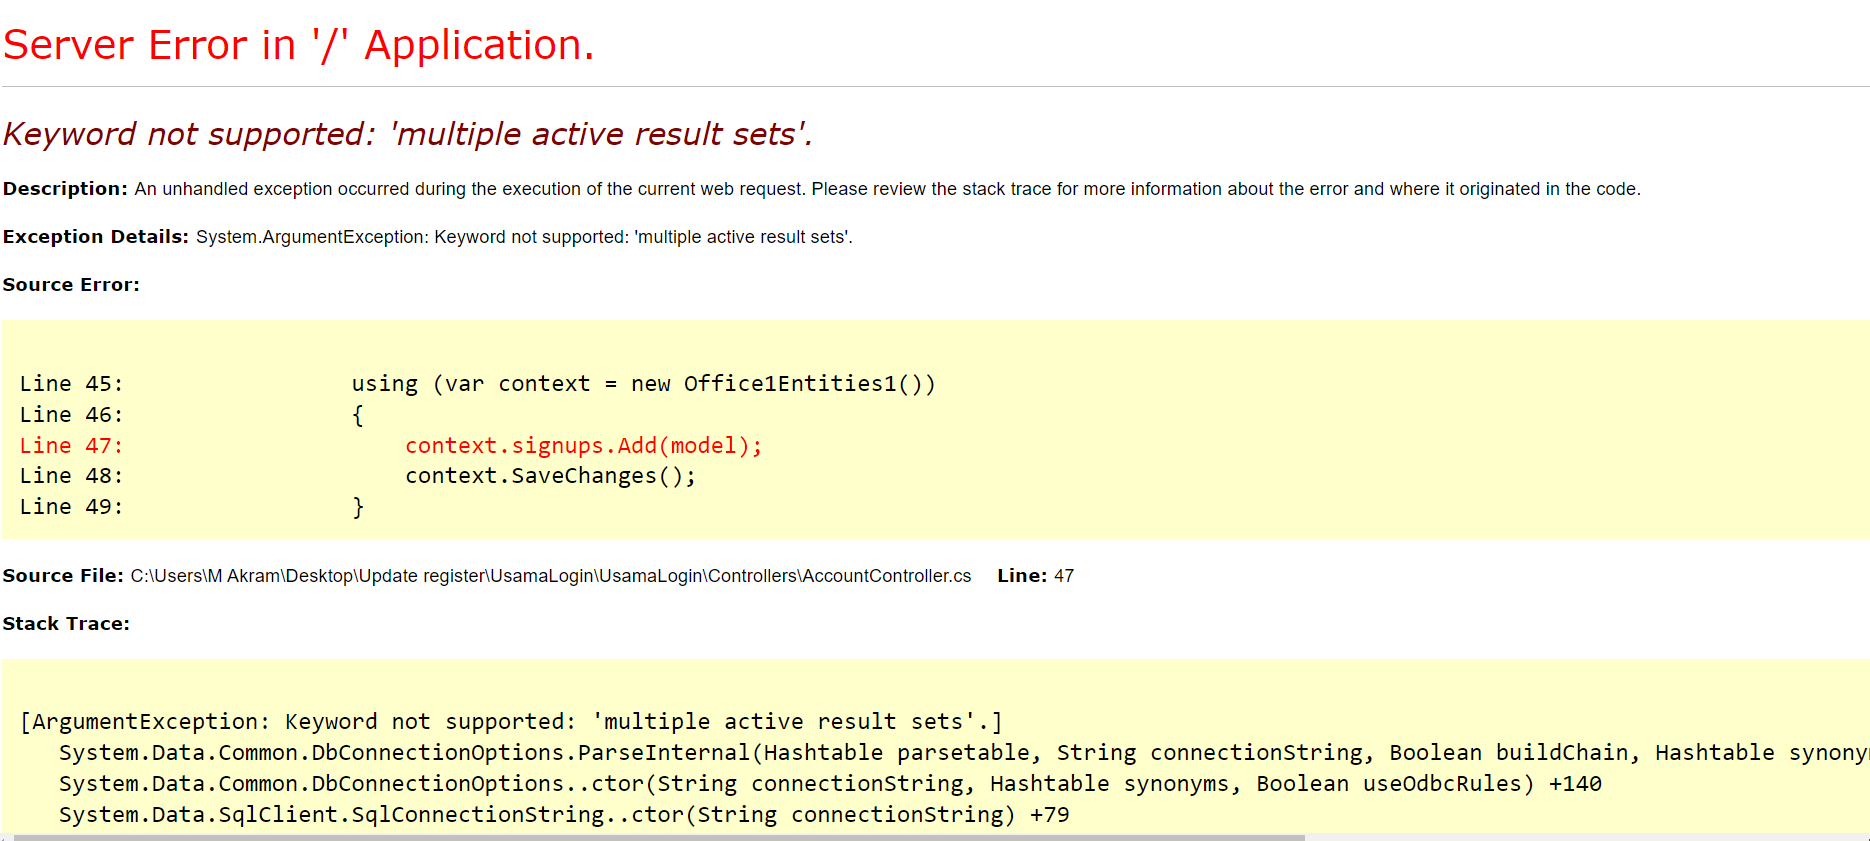 Server Error in '/' Application.
Keyword not supported: 'multiple active result sets'.
Description: An unhandled exception occurred during the execution of the current web request. Please review the stack trace for more information about the error and where it originated in the code.
Exception Details: System.ArgumentException: Keyword not supported: 'multiple active result sets'.
Source Error:
Line 45:                 using (var context = new Office1Entities1())
Line 46:                 {
Line 47:                     context.signups.Add(model);
Line 48:                     context.SaveChanges();
Line 49:                 }
Source File: C:\Users\M Akram\Desktop\Update register\UsamaLogin\UsamaLogin\Controllers\AccountController.cs    Line: 47
Stack Trace:
[ArgumentException: Keyword not supported: 'multiple active result sets'.]
   System.Data.Common.DbConnectionOptions.ParseInternal(Hashtable parsetable, String connectionString, Boolean buildChain, Hashtable
   System.Data.Common.DbConnectionOptions..ctor(String connectionString, Hashtable synonyms, Boolean useOdbcRules) +140
   System.Data.SqlClient.SqlConnectionString..ctor(String connectionString) +79